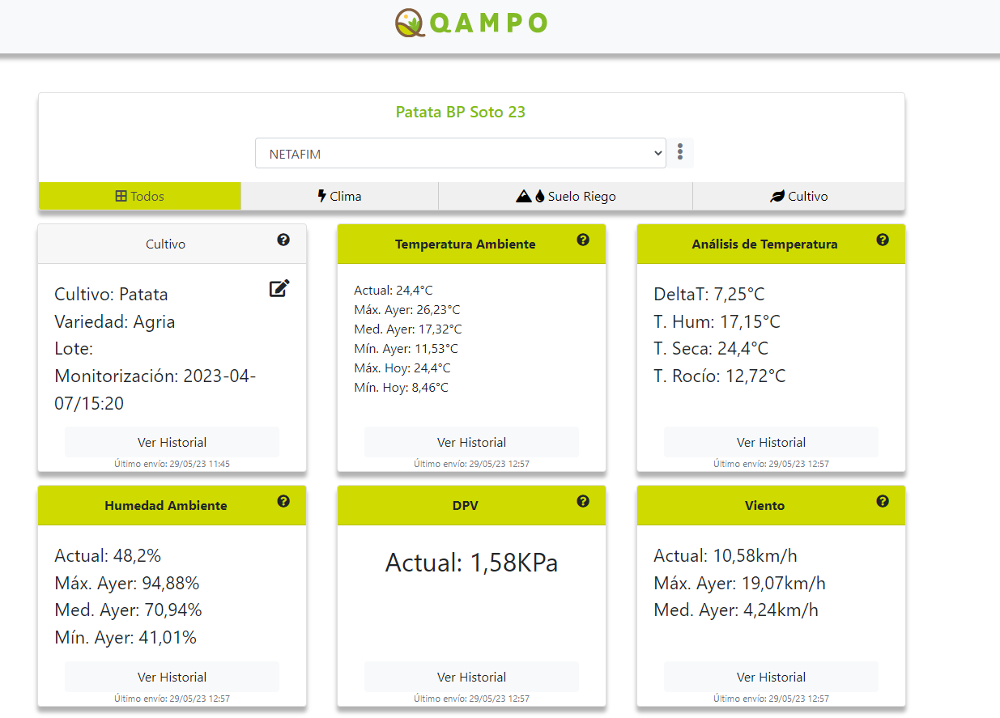 QAMPO
Patata BP Soto 23
NETAFIM
Todos
Clima
Suelo Riego
Cultivo
Cultivo
Cultivo: Patata
Variedad: Agria
Lote:
Monitorización: 2023-04-
07/15:20
Ver Historial
Último envío: 29/05/23 11:45
Temperatura Ambiente
Actual: 24,4°C
Máx. Ayer: 26,23°C
Med. Ayer: 17,32°C
Mín. Ayer: 11,53°C
Máx. Hoy: 24,4°C
Mín. Hoy: 8,46°C
Ver Historial
Último envío: 29/05/23 12:57
Análisis de Temperatura
DeltaT: 7,25°C
T. Hum: 17,15°C
T. Seca: 24,4°C
T. Rocío: 12,72°C
Ver Historial
Último envío: 29/05/23 12:57
Humedad Ambiente
Actual: 48,2%
Máx. Ayer: 94,88%
Med. Ayer: 70,94%
Mín. Ayer: 41,01%
Ver Historial
Último envío: 29/05/23 12:57
DPV
Actual: 1,58KPa
Ver Historial
Último envío: 29/05/23 12:57
Viento
Actual: 10,58km/h
Máx. Ayer: 19,07km/h
Med. Ayer: 4,24km/h
Ver Historial
Último envío: 29/05/23 12:57